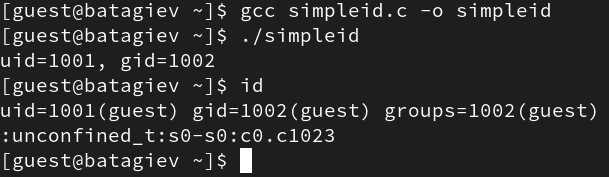 [guest@batagiev ~]$ gcc simpleid.c -o simpleid
[guest@batagiev ~]$ ./simpleid
uid=1001, gid=1002
[guest@batagiev ~]$ id
uid=1001(guest) gid=1002(guest) groups=1002(guest)
:unconfined_t:s0-s0:c0.c1023
[guest@batagiev ~]$